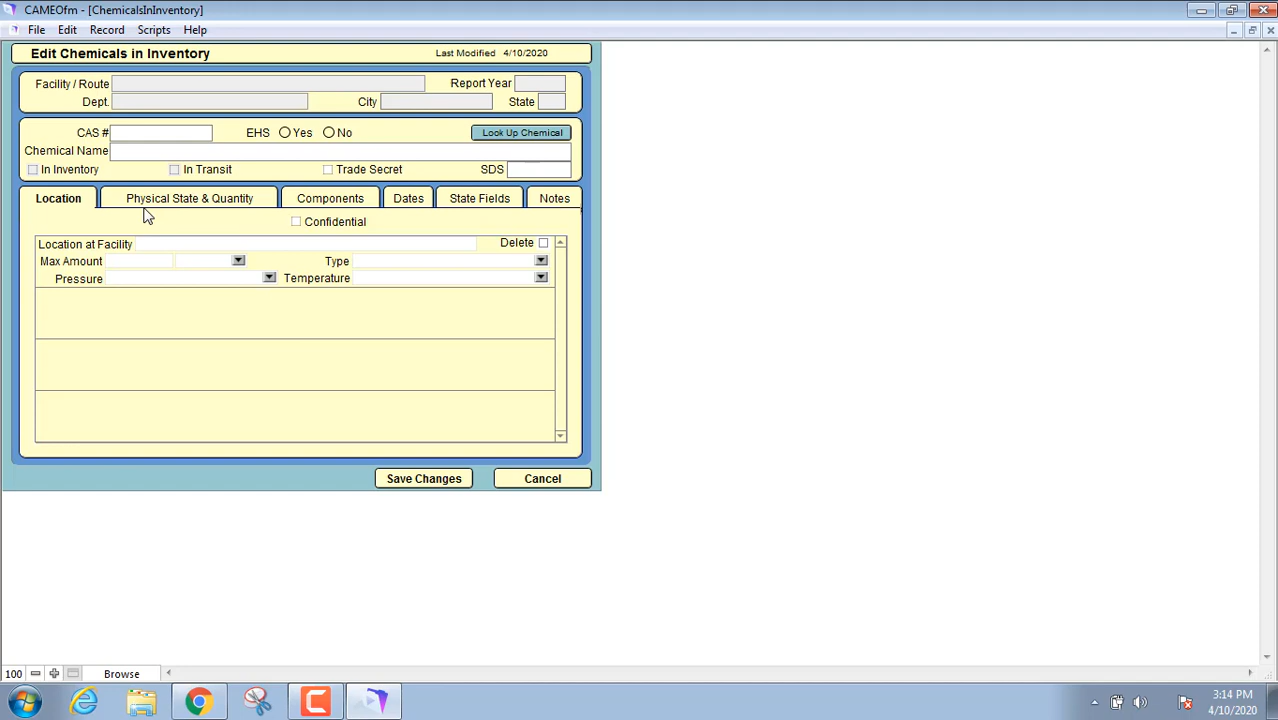 CAMEOfm - [ChemicalsInInventory]
File Edit Record Scripts Help
Edit Chemicals in Inventory Last Modified 4/10/2020
Facility / Route Report Year
Dept. City State
CAS # EHS Yes No Look Up Chemical
Chemical Name
In Inventory In Transit Trade Secret SDS
Location Physical State & Quantity Components Dates State Fields Notes
Confidential
Location at Facility Delete
Max Amount Type
Pressure Temperature
Save Changes Cancel
100 Browse
3:14 PM
4/10/2020